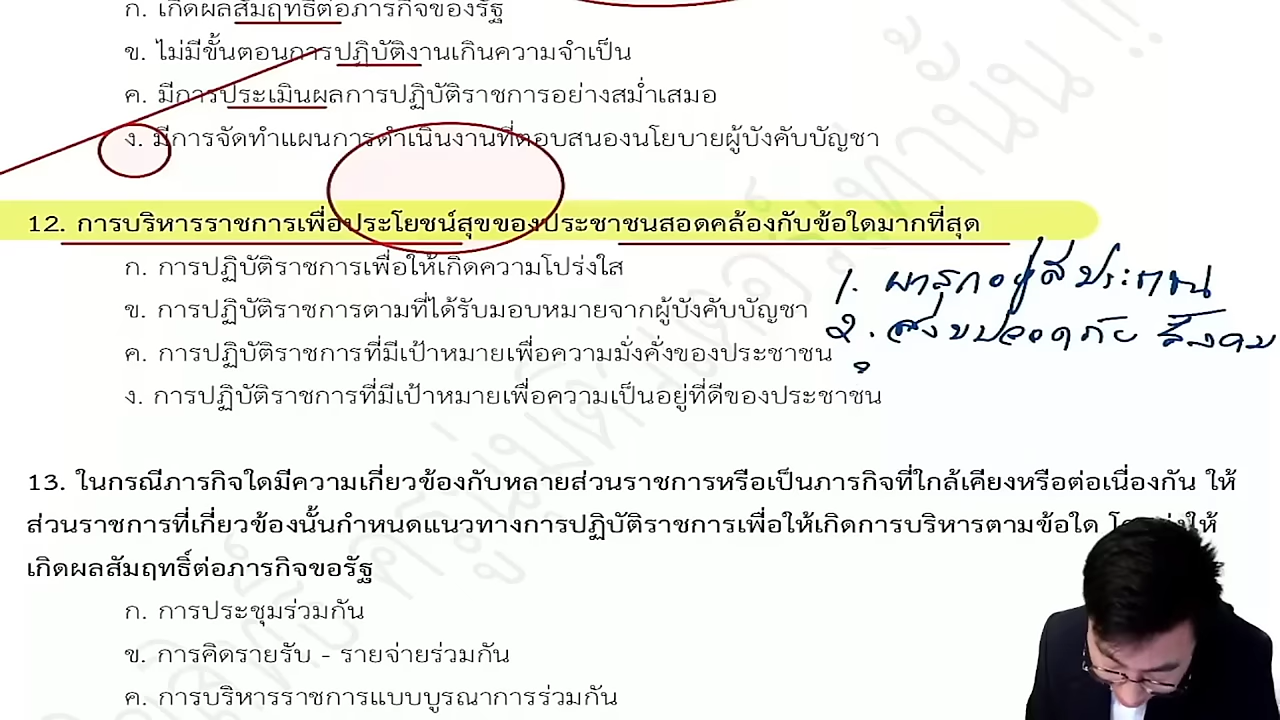 ก. เกิดผลสัมฤทธิ์ต่อภารกิจของรัฐ
ข. ไม่มีขั้นตอนการปฏิบัติงานเกินความจำเป็น
ค. มีการประเมินผลการปฏิบัติราชการอย่างสม่ำเสมอ
ง. มีการจัดทำแผนการดำเนินงานที่ตอบสนองนโยบายผู้บังคับบัญชา
12. การบริหารราชการเพื่อประโยชน์สุขของประชาชนสอดคล้องกับข้อใดมากที่สุด
ก. การปฏิบัติราชการเพื่อให้เกิดความโปร่งใส
ข. การปฏิบัติราชการตามที่ได้รับมอบหมายจากผู้บังคับบัญชา
ค. การปฏิบัติราชการที่มีเป้าหมายเพื่อความมั่งคั่งของประชาชน
ง. การปฏิบัติราชการที่มีเป้าหมายเพื่อความเป็นอยู่ที่ดีของประชาชน
1. ผาสุกอยู่ดี ประชาชน
2. สงบปลอดภัย สังคม
13. ในกรณีภารกิจใดมีความเกี่ยวข้องกับหลายส่วนราชการหรือเป็นภารกิจที่ใกล้เคียงหรือต่อเนื่องกัน ให้
ส่วนราชการที่เกี่ยวข้องนั้นกำหนดแนวทางการปฏิบัติราชการเพื่อให้เกิดการบริหารตามข้อใด
เกิดผลสัมฤทธิ์ต่อภารกิจขอรัฐ
ก. การประชุมร่วมกัน
ข. การคิดรายรับ - รายจ่ายร่วมกัน
ค. การบริหารราชการแบบบูรณาการร่วมกัน